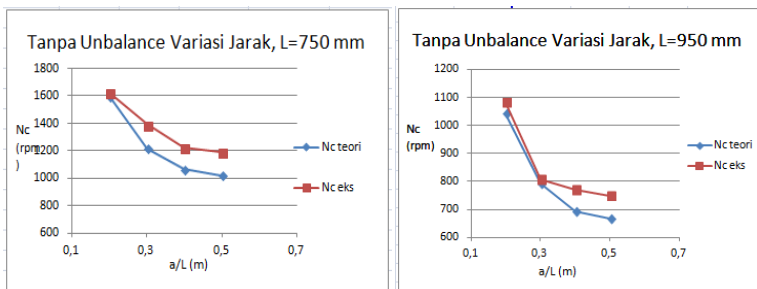 Tanpa Unbalance Variasi Jarak, L=750 mm
1800
1600
1400
1200
1000
800
600
Nc
(rpm
)
0,1
0,3
0,5
0,7
a/L (m)
Nc teori
Nc eks
Tanpa Unbalance Variasi Jarak, L=950 mm
1200
1100
1000
900
800
700
600
Nc
(rpm)
0,1
0,3
0,5
0,7
a/L (m)
Nc teori
Nc eks